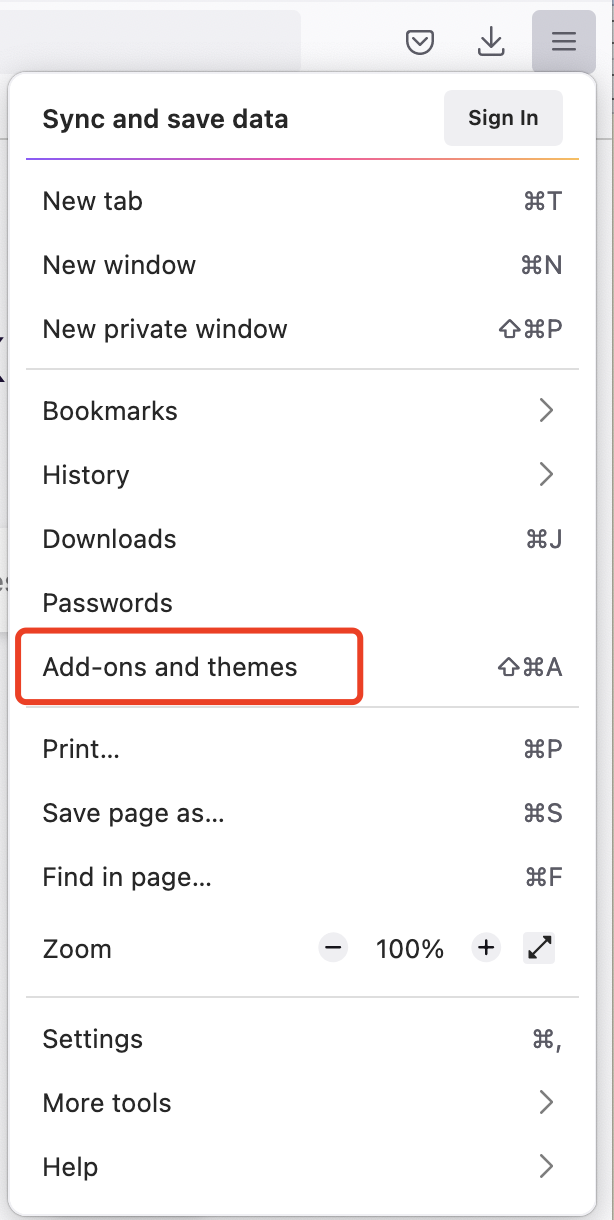 Sync and save data Sign In
New tab ⌘T
New window ⌘N
New private window ⇧⌘P
Bookmarks
History
Downloads ⌘J
Passwords
Add-ons and themes ⇧⌘A
Print... ⌘P
Save page as... ⌘S
Find in page... ⌘F
Zoom − 100% +
Settings ⌘,
More tools
Help